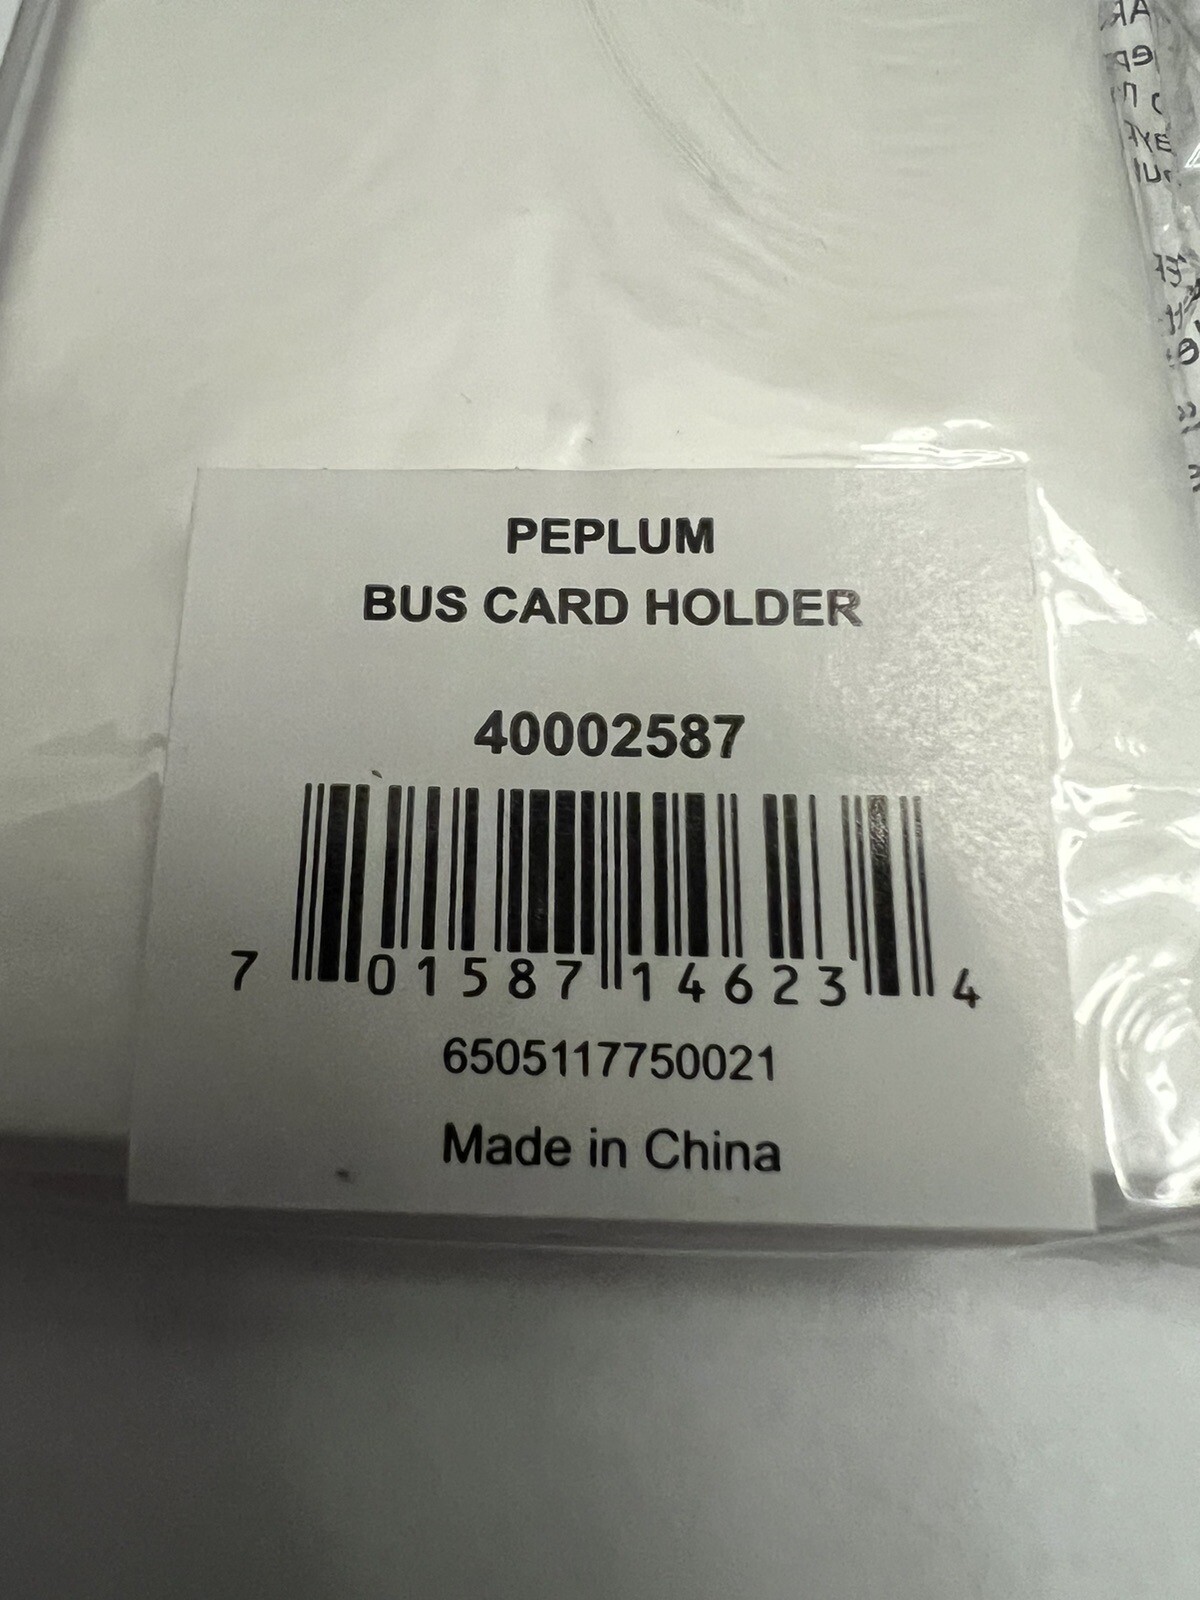 PEPLUM
BUS CARD HOLDER
40002587
7 01587 14623 4
6505117750021
Made in China